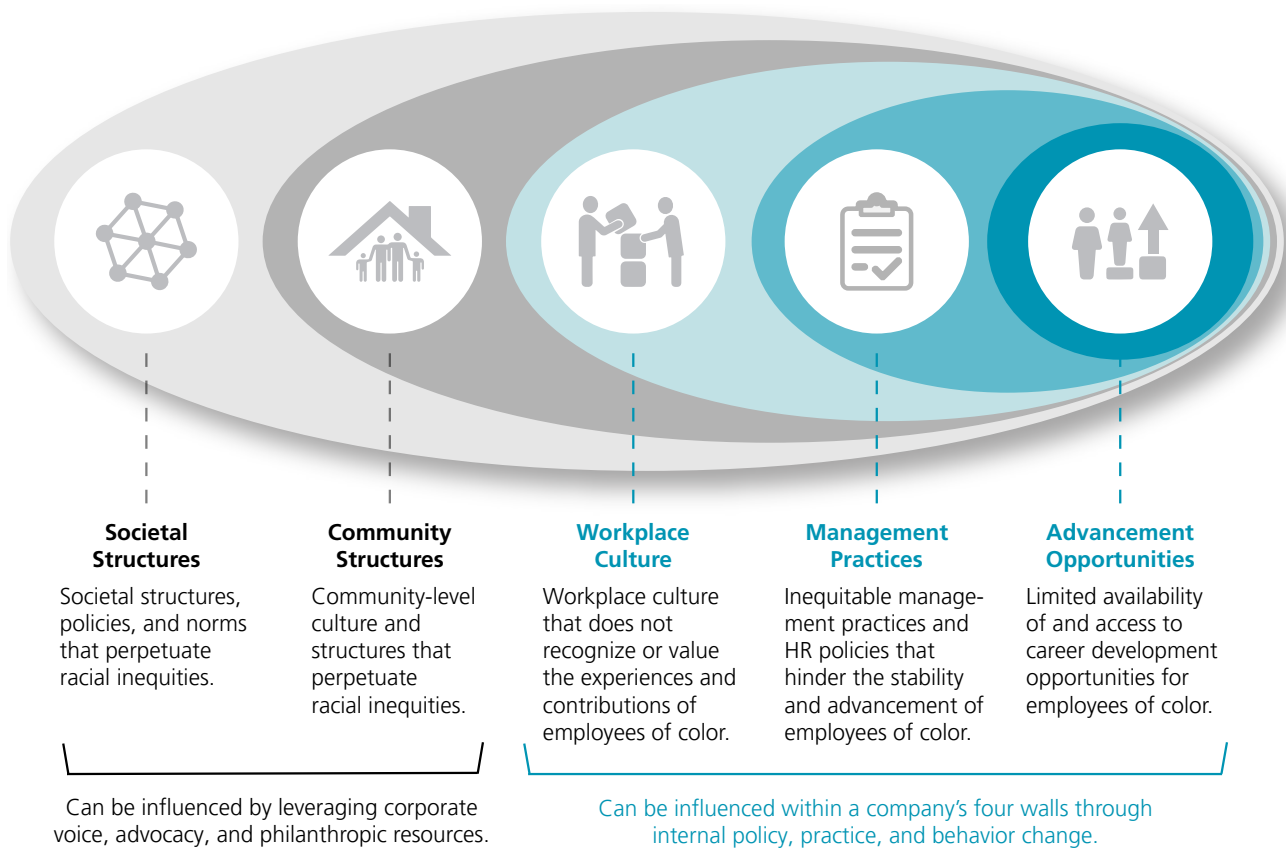 Societal
Structures
Societal structures,
policies, and norms
that perpetuate
racial inequities.
Community
Structures
Community-level
culture and
structures that
perpetuate
racial inequities.
Workplace
Culture
Workplace culture
that does not
recognize or value
the experiences and
contributions of
employees of color.
Management
Practices
Inequitable manage-
ment practices and
HR policies that
hinder the stability
and advancement of
employees of color.
Advancement
Opportunities
Limited availability
of and access to
career development
opportunities for
employees of color.
Can be influenced by leveraging corporate
voice, advocacy, and philanthropic resources.
Can be influenced within a company’s four walls through
internal policy, practice, and behavior change.